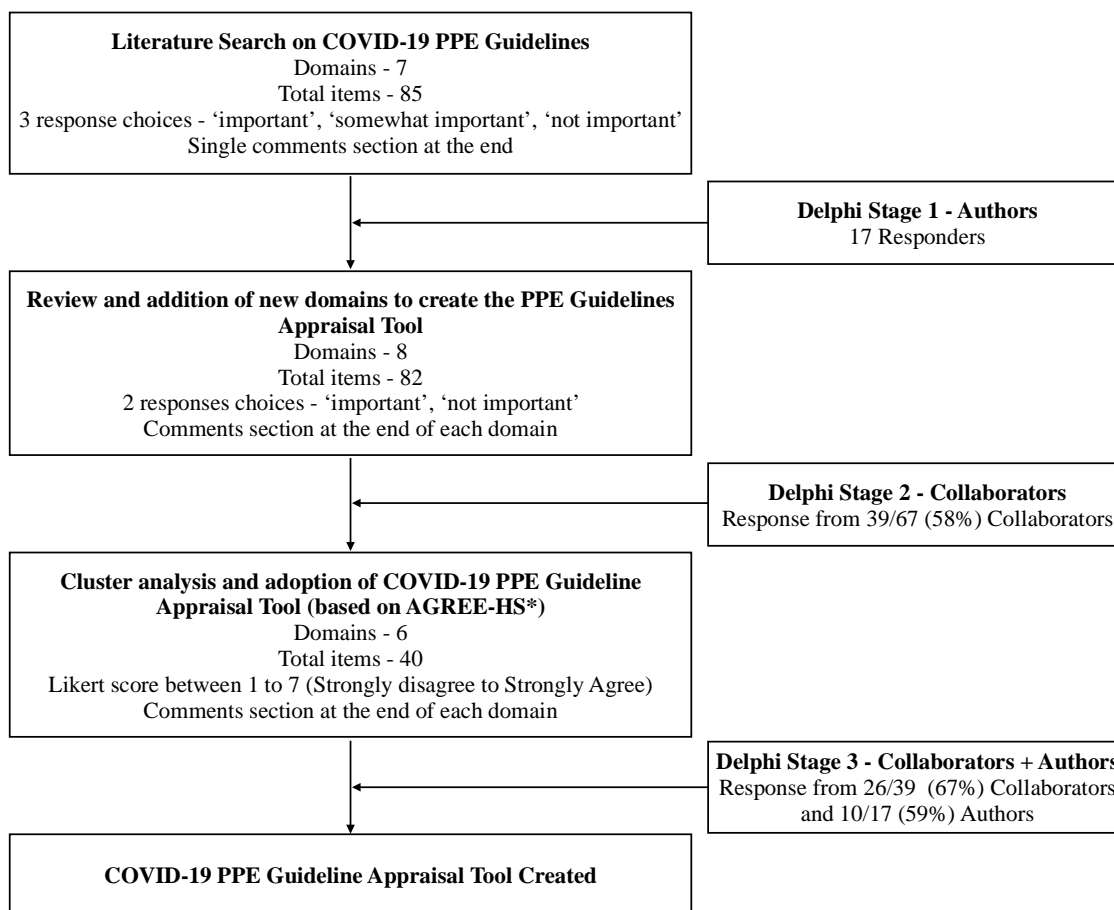 Literature Search on COVID-19 PPE Guidelines
Domains - 7
Total items - 85
3 response choices - ‘important’, ‘somewhat important’, ‘not important’
Single comments section at the end
Delphi Stage 1 - Authors
17 Responders
Review and addition of new domains to create the PPE Guidelines
Appraisal Tool
Domains - 8
Total items - 82
2 responses choices - ‘important’, ‘not important’
Comments section at the end of each domain
Delphi Stage 2 - Collaborators
Response from 39/67 (58%) Collaborators
Cluster analysis and adoption of COVID-19 PPE Guideline
Appraisal Tool (based on AGREE-HS*)
Domains - 6
Total items - 40
Likert score between 1 to 7 (Strongly disagree to Strongly Agree)
Comments section at the end of each domain
Delphi Stage 3 - Collaborators + Authors
Response from 26/39 (67%) Collaborators
and 10/17 (59%) Authors
COVID-19 PPE Guideline Appraisal Tool Created